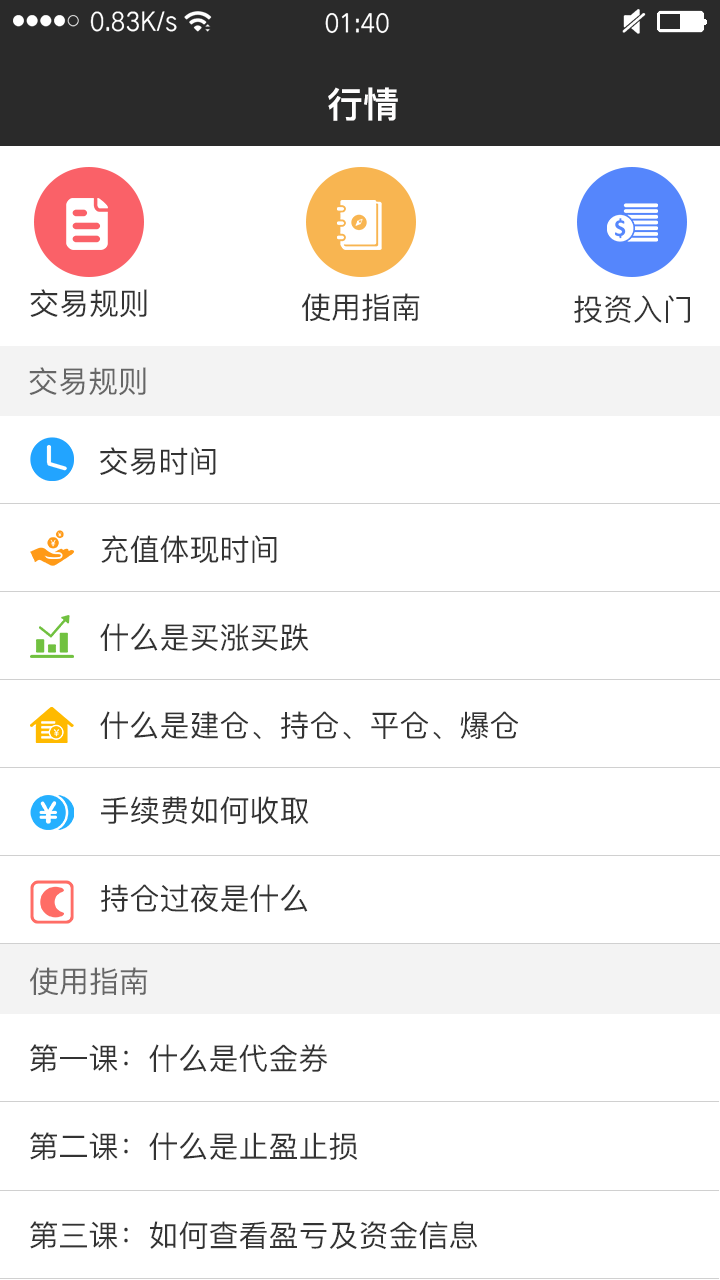 0.83K/s 01:40
行情
交易规则 使用指南 投资入门
交易规则
交易时间
充值体现时间
什么是买涨买跌
什么是建仓、持仓、平仓、爆仓
手续费如何收取
持仓过夜是什么
使用指南
第一课：什么是代金券
第二课：什么是止盈止损
第三课：如何查看盈亏及资金信息